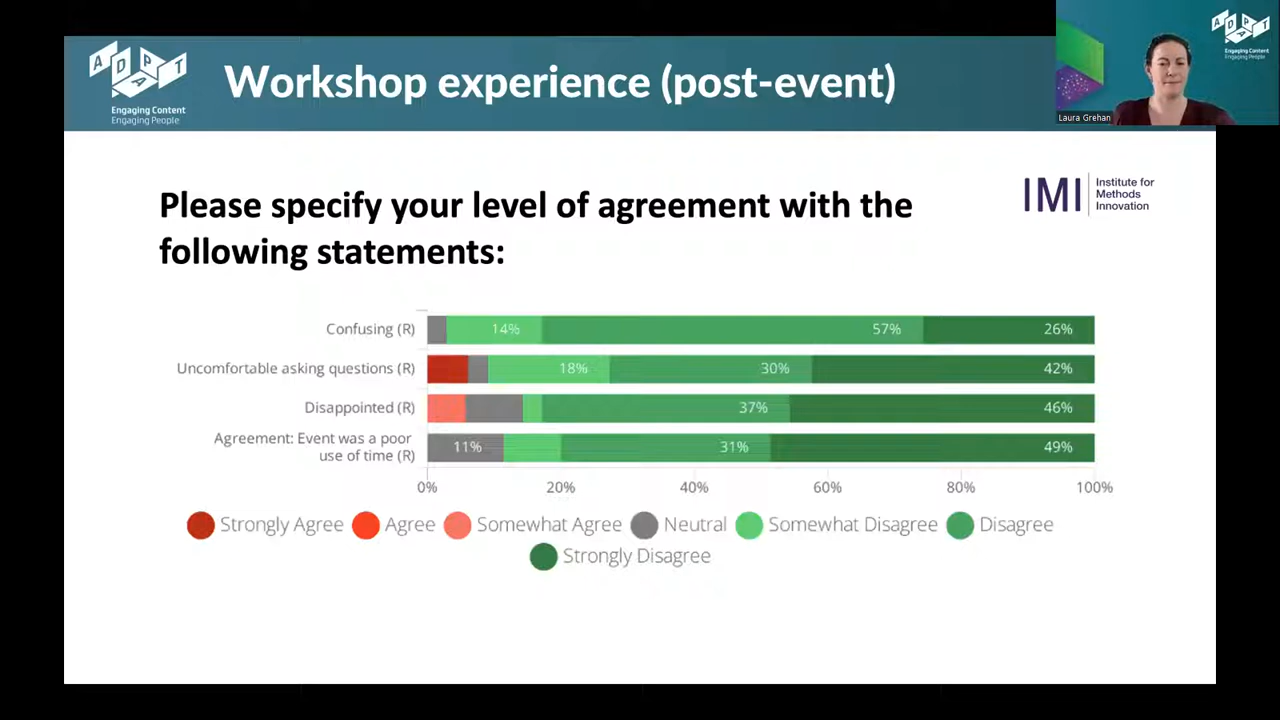 ADAPT
Engaging Content
Engaging People
Workshop experience (post-event)
ADAPT
Engaging Content
Engaging People
Laura Grehan
Please specify your level of agreement with the
following statements:
IMI
Institute for
Methods
Innovation
Confusing (R)
14%
57%
26%
Uncomfortable asking questions (R)
18%
30%
42%
Disappointed (R)
37%
46%
Agreement: Event was a poor
use of time (R)
11%
31%
49%
0%
20%
40%
60%
80%
100%
Strongly Agree
Agree
Somewhat Agree
Neutral
Somewhat Disagree
Disagree
Strongly Disagree